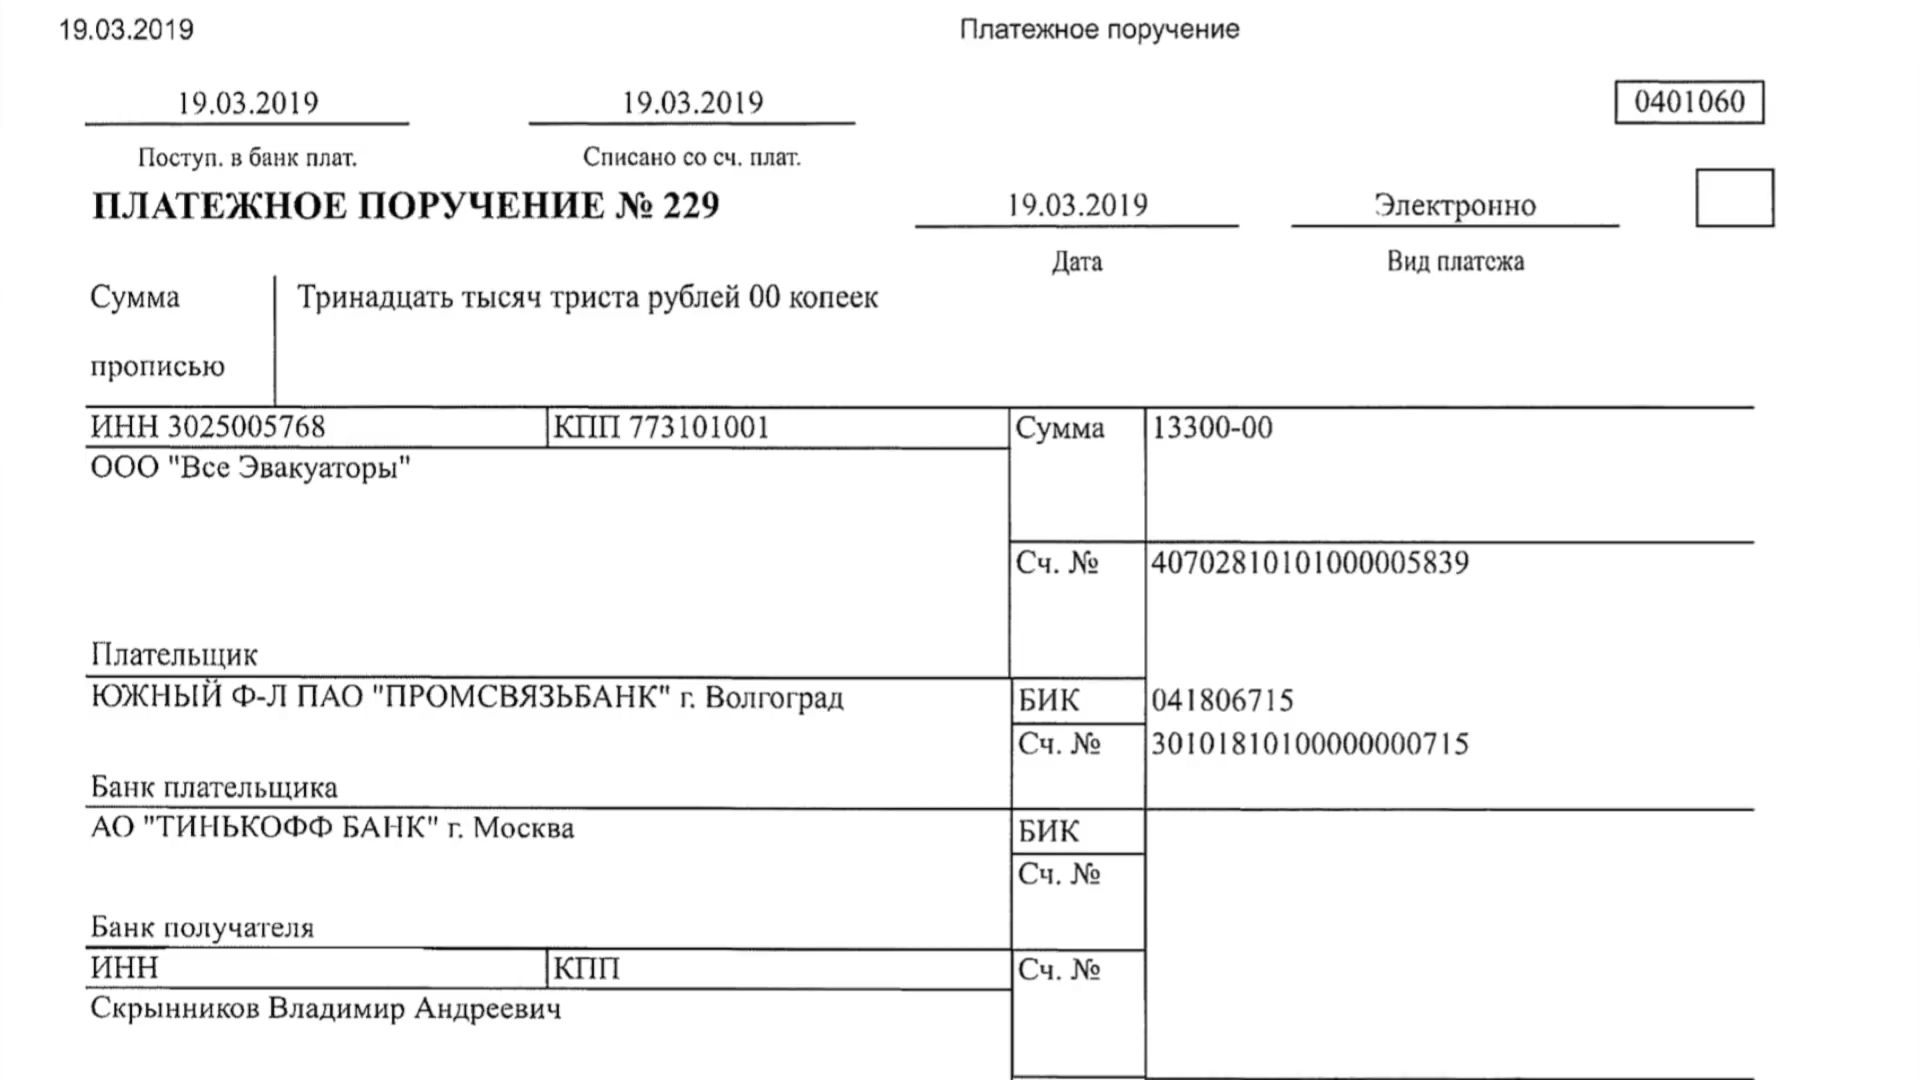 19.03.2019 Платежное поручение
19.03.2019 19.03.2019 0401060
Поступ. в банк плат. Списано со сч. плат.
ПЛАТЕЖНОЕ ПОРУЧЕНИЕ № 229 19.03.2019 Электронно
Дата Вид платежа
Сумма Тринадцать тысяч триста рублей 00 копеек
прописью
ИНН 3025005768 КПП 773101001 Сумма 13300-00
ООО "Все Эвакуаторы"
Сч. № 40702810101000005839
Плательщик
ЮЖНЫЙ Ф-Л ПАО "ПРОМСВЯЗЬБАНК" г. Волгоград БИК 041806715
Сч. № 30101810100000000715
Банк плательщика
АО "ТИНЬКОФФ БАНК" г. Москва БИК
Сч. №
Банк получателя
ИНН КПП Сч. №
Скрынников Владимир Андреевич